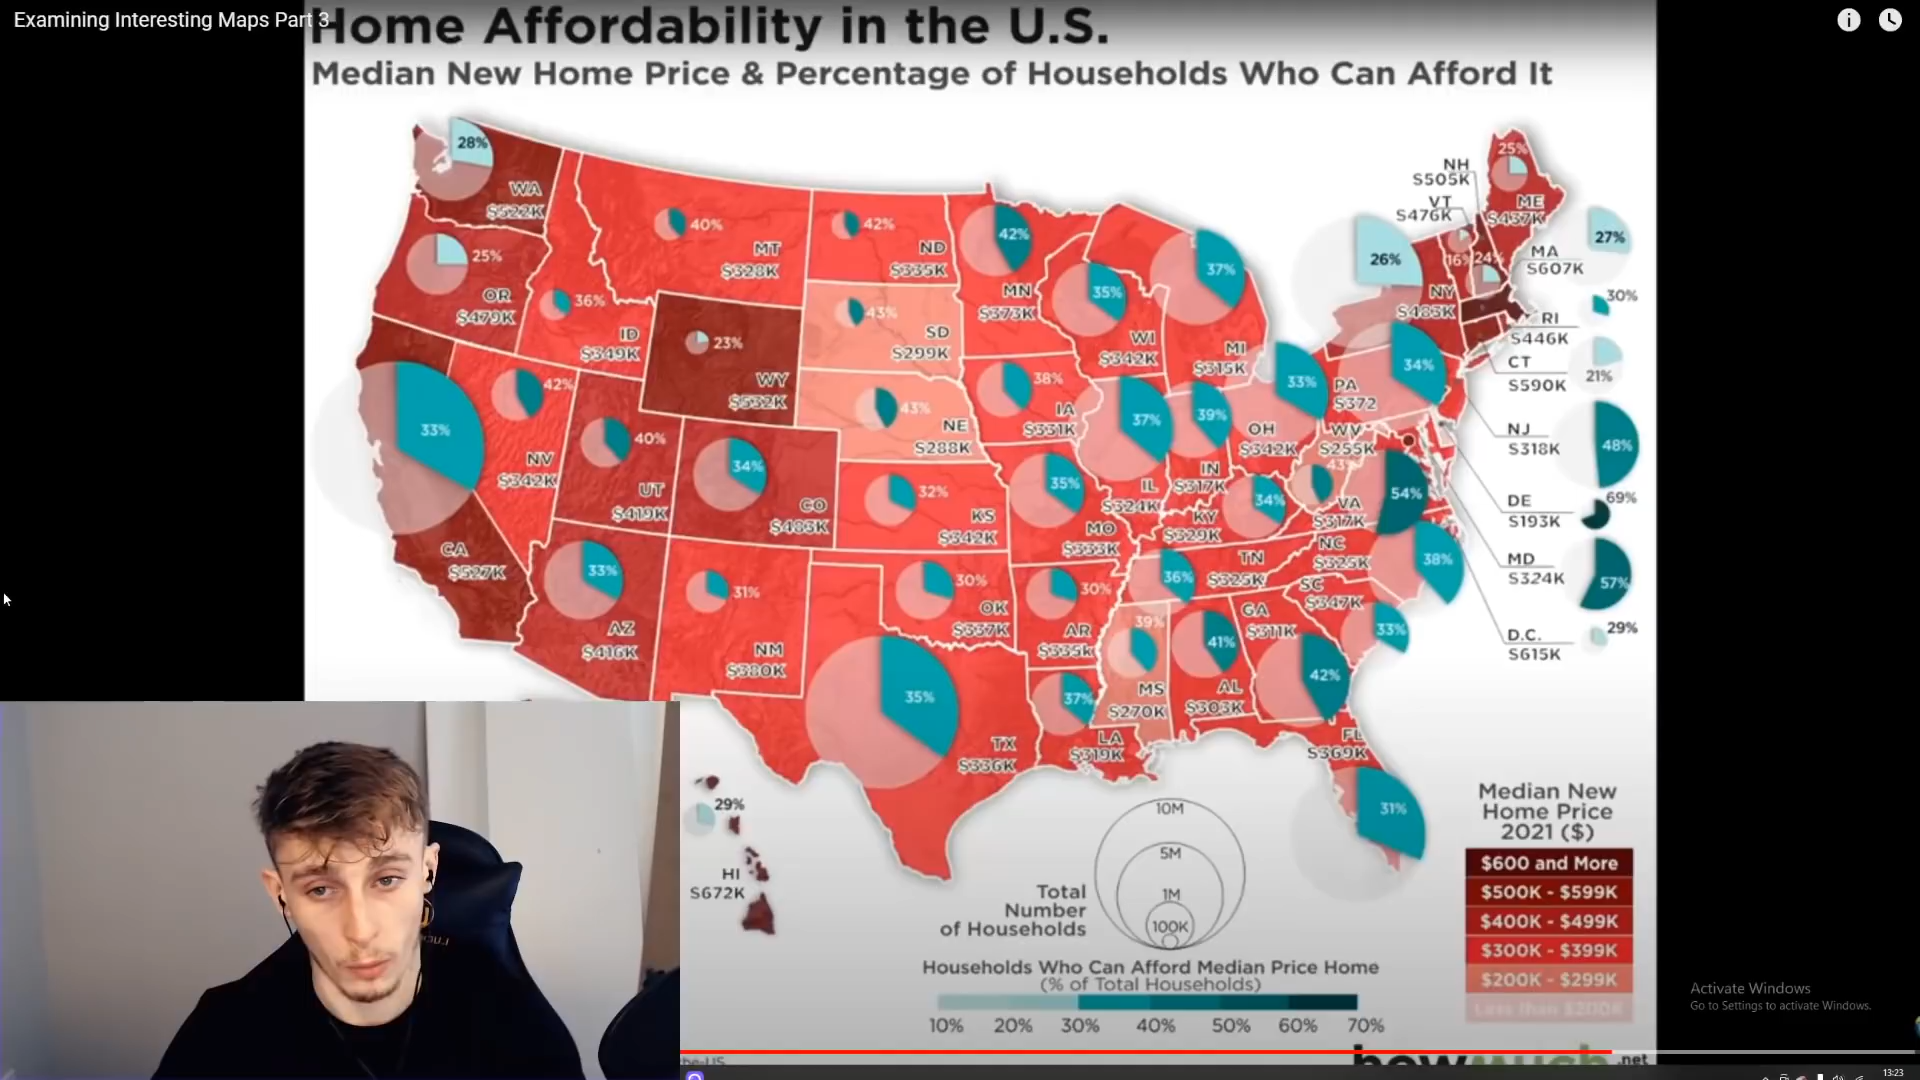 Examining Interesting Maps Part 3
Home Affordability in the U.S.
Median New Home Price & Percentage of Households Who Can Afford It
28%
WA
$522K
25%
OR
$479K
40%
MT
$328K
36%
ID
$349K
23%
WY
$532K
42%
ND
$335K
43%
SD
$299K
43%
NE
$288K
42%
MN
$373K
35%
WI
$342K
37%
MI
$315K
38%
IA
$331K
33%
CA
$527K
42%
NV
$342K
40%
UT
$419K
34%
CO
$483K
32%
KS
$342K
35%
MO
$333K
37%
IL
$324K
39%
IN
$317K
33%
OH
$342K
34%
PA
$372
WV
$255K
43%
54%
VA
$317K
34%
KY
$329K
36%
TN
$325K
38%
NC
$325K
33%
SC
$347K
42%
GA
$311K
41%
AL
$303K
39%
MS
$270K
37%
LA
$319K
30%
AR
$335K
30%
OK
$337K
31%
NM
$380K
33%
AZ
$416K
35%
TX
$336K
31%
FL
$369K
29%
HI
$672K
26%
NY
$483K
16%
VT
$476K
24%
NH
$505K
25%
ME
$437K
27%
MA
$607K
30%
RI
$446K
CT
$590K
21%
NJ
$318K
48%
DE
$193K
69%
MD
$324K
57%
D.C.
$615K
29%
Total
Number
of Households
10M
5M
1M
100K
Households Who Can Afford Median Price Home
(% of Total Households)
10% 20% 30% 40% 50% 60% 70%
Median New
Home Price
2021 ($)
$600 and More
$500K - $599K
$400K - $499K
$300K - $399K
$200K - $299K
Less than $200K
Activate Windows
Go to Settings to activate Windows.
howmuch.net
13:23